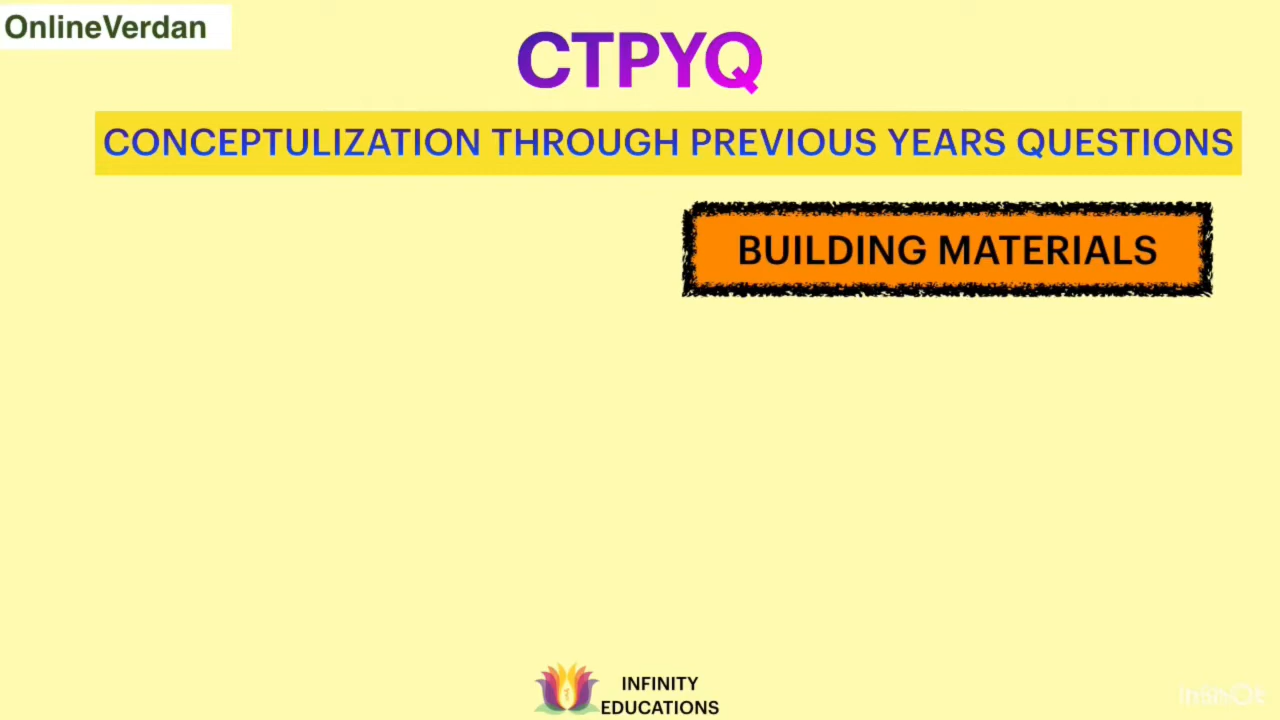 OnlineVerdan
CTPYQ
CONCEPTULIZATION THROUGH PREVIOUS YEARS QUESTIONS
BUILDING MATERIALS
INFINITY
EDUCATIONS